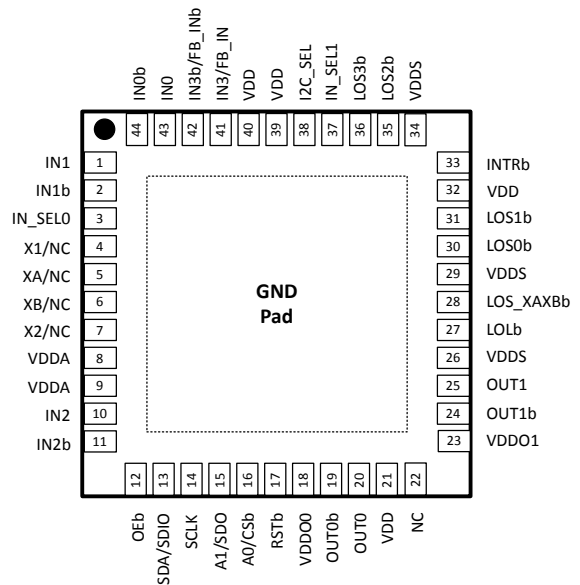 IN0b
IN0
IN3b/FB_INb
IN3/FB_IN
VDD
VDD
I2C_SEL
IN_SEL1
LOS3b
LOS2b
VDDS
44 43 42 41 40 39 38 37 36 35 34
IN1 1
IN1b 2
IN_SEL0 3
X1/NC 4
XA/NC 5
XB/NC 6
X2/NC 7
VDDA 8
VDDA 9
IN2 10
IN2b 11
GND
Pad
33 INTRb
32 VDD
31 LOS1b
30 LOS0b
29 VDDS
28 LOS_XAXBb
27 LOLb
26 VDDS
25 OUT1
24 OUT1b
23 VDDO1
12 13 14 15 16 17 18 19 20 21 22
OEb
SDA/SDIO
SCLK
A1/SDO
A0/CSb
RSTb
VDDO0
OUT0b
OUT0
VDD
NC